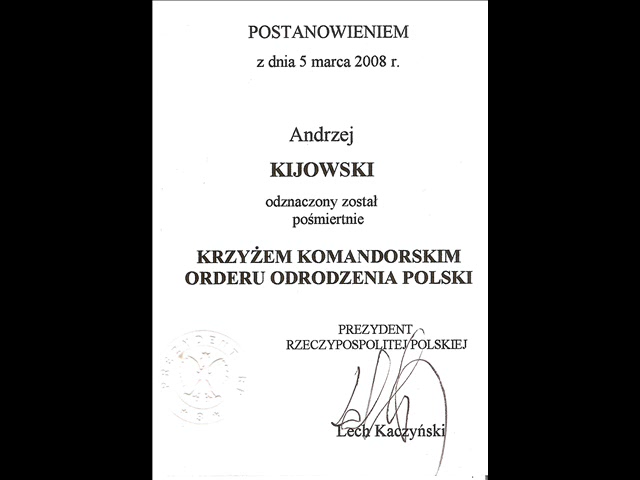 POSTANOWIENIEM
z dnia 5 marca 2008 r.
Andrzej
KIJOWSKI
odznaczony został
pośmiertnie
KRZYŻEM KOMANDORSKIM
ORDERU ODRODZENIA POLSKI
PREZYDENT
RZECZYPOSPOLITEJ POLSKIEJ
Lech Kaczyński